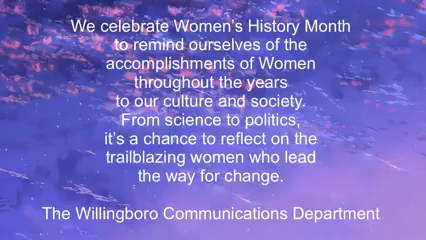 We celebrate Women's History Month
to remind ourselves of the
accomplishments of Women
throughout the years
to our culture and society.
From science to politics,
it's a chance to reflect on the
trailblazing women who lead
the way for change.
The Willingboro Communications Department